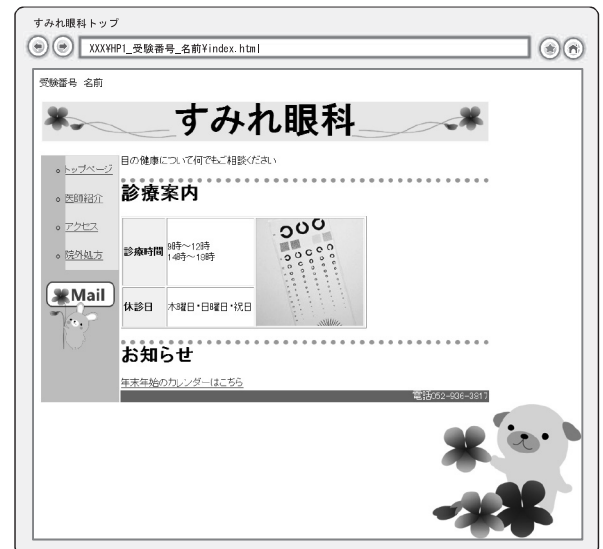 すみれ眼科トップ
XXX¥HP1_受験番号_名前¥index.html
受験番号 名前
すみれ眼科
トップページ
医師紹介
アクセス
院外処方
Mail
目の健康について何でもご相談ください
診療案内
診療時間
9時～12時
14時～19時
休診日
木曜日・日曜日・祝日
お知らせ
年末年始のカレンダーはこちら
電話052-936-3817